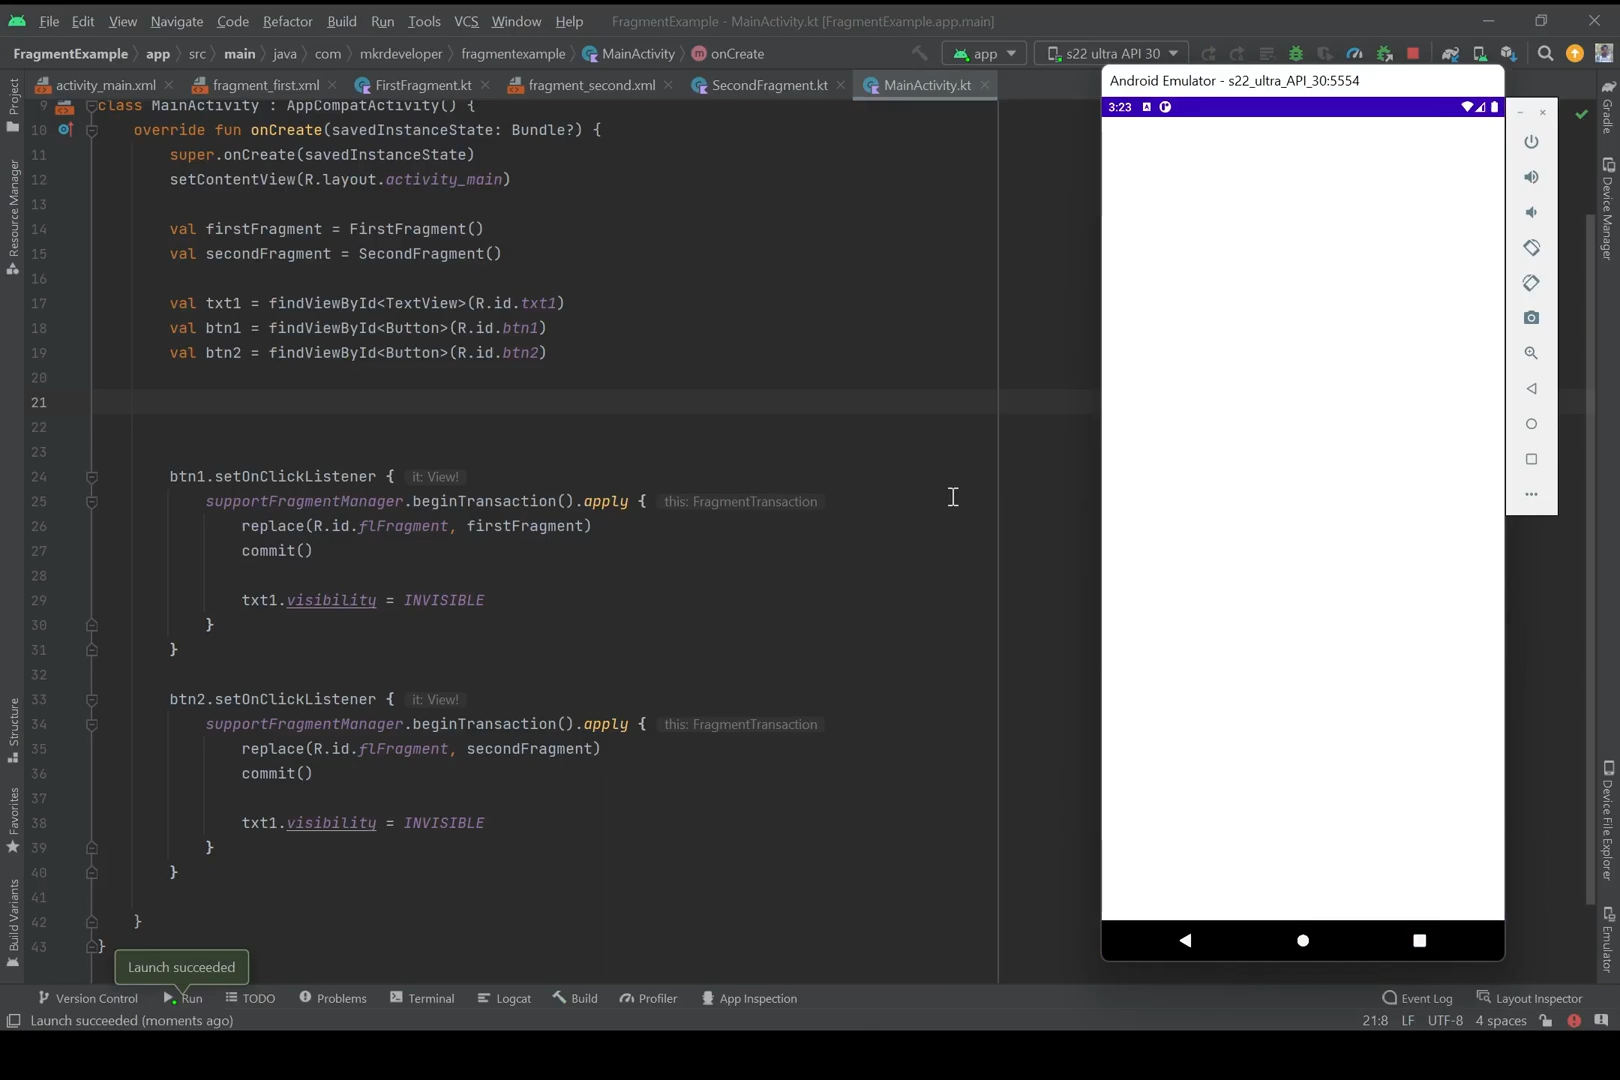 File Edit View Navigate Code Refactor Build Run Tools VCS Window Help FragmentExample - MainActivity.kt [FragmentExample.app.main]
FragmentExample app src main java com mkrdeveloper fragmentexample MainActivity onCreate app s22 ultra API 30
activity_main.xml fragment_first.xml FirstFragment.kt fragment_second.xml SecondFragment.kt MainActivity.kt
9 class MainActivity : AppCompatActivity() {
10 override fun onCreate(savedInstanceState: Bundle?) {
11 super.onCreate(savedInstanceState)
12 setContentView(R.layout.activity_main)
13
14 val firstFragment = FirstFragment()
15 val secondFragment = SecondFragment()
16
17 val txt1 = findViewById<TextView>(R.id.txt1)
18 val btn1 = findViewById<Button>(R.id.btn1)
19 val btn2 = findViewById<Button>(R.id.btn2)
20
21
22
23
24 btn1.setOnClickListener { it: View!
25 supportFragmentManager.beginTransaction().apply { this: FragmentTransaction
26 replace(R.id.flFragment, firstFragment)
27 commit()
28
29 txt1.visibility = INVISIBLE
30 }
31 }
32
33 btn2.setOnClickListener { it: View!
34 supportFragmentManager.beginTransaction().apply { this: FragmentTransaction
35 replace(R.id.flFragment, secondFragment)
36 commit()
37
38 txt1.visibility = INVISIBLE
39 }
40 }
41
42 }
43 }
Project
Resource Manager
Structure
Favorites
Build Variants
Android Emulator - s22_ultra_API_30:5554
3:23 A
Gradle
Device Manager
Device File Explorer
Emulator
Launch succeeded
Version Control Run TODO Problems Terminal Logcat Build Profiler App Inspection Event Log Layout Inspector
Launch succeeded (moments ago) 21:8 LF UTF-8 4 spaces